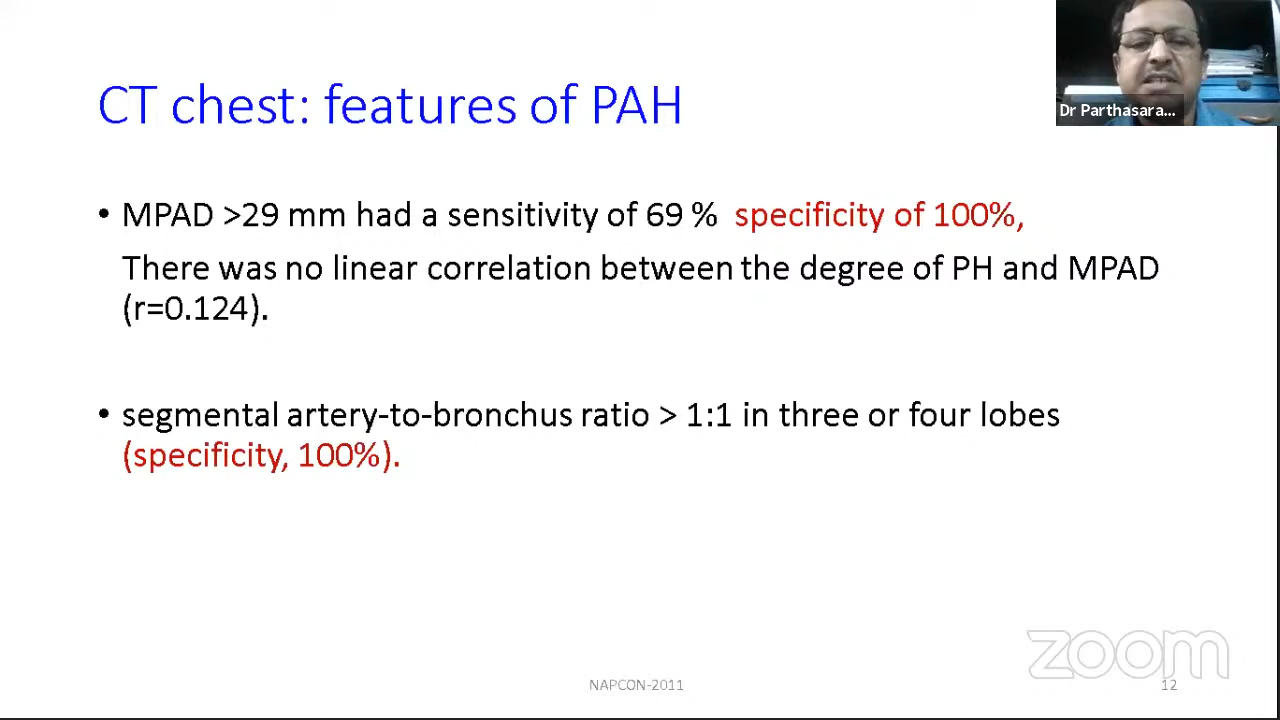 CT chest: features of PAH
Dr Parthasara...
• MPAD >29 mm had a sensitivity of 69 % specificity of 100%,
There was no linear correlation between the degree of PH and MPAD
(r=0.124).
• segmental artery-to-bronchus ratio > 1:1 in three or four lobes
(specificity, 100%).
zoom
NAPCON-2011
12